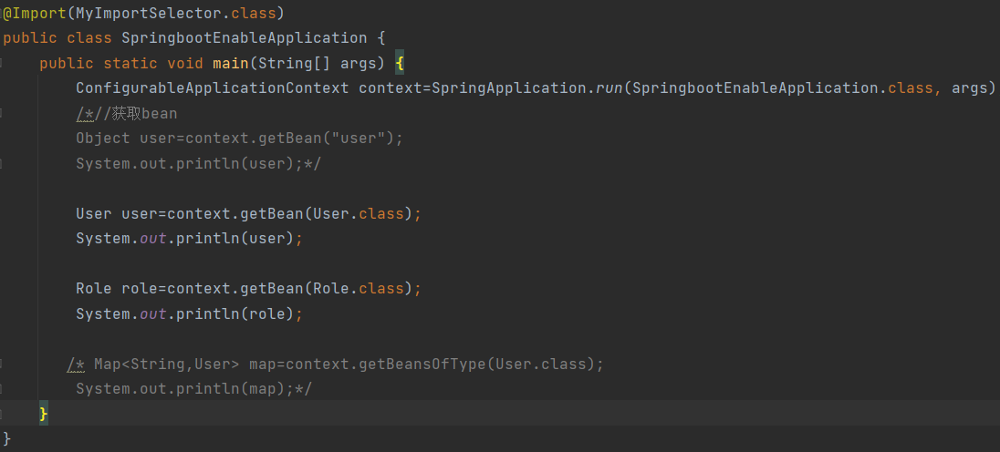 @Import(MyImportSelector.class)
public class SpringbootEnableApplication {
    public static void main(String[] args) {
        ConfigurableApplicationContext context=SpringApplication.run(SpringbootEnableApplication.class, args)
        /*//获取bean
        Object user=context.getBean("user");
        System.out.println(user);*/

        User user=context.getBean(User.class);
        System.out.println(user);

        Role role=context.getBean(Role.class);
        System.out.println(role);

       /* Map<String,User> map=context.getBeansOfType(User.class);
        System.out.println(map);*/
    }
}